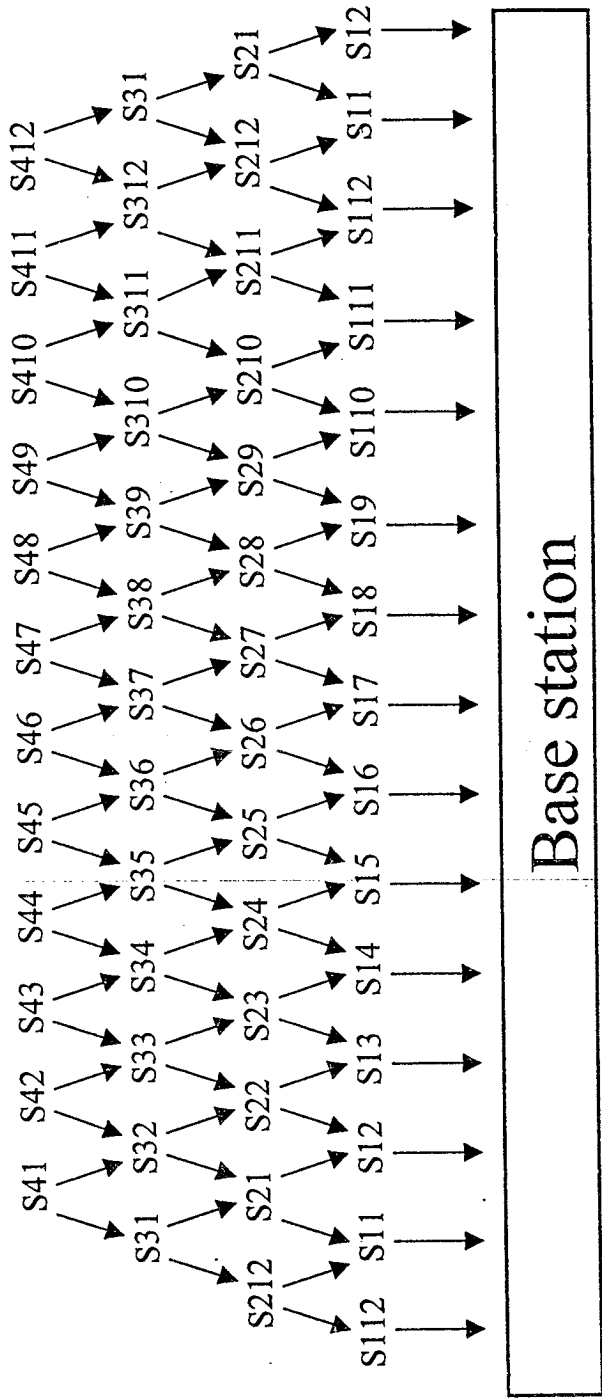 S41 S42 S43 S44 S45 S46 S47 S48 S49 S410 S411 S412
S31 S32 S33 S34 S35 S36 S37 S38 S39 S310 S311 S312 S31
S212 S21 S22 S23 S24 S25 S26 S27 S28 S29 S210 S211 S212 S21
S112 S11 S12 S13 S14 S15 S16 S17 S18 S19 S110 S111 S112 S11 S12
Base station